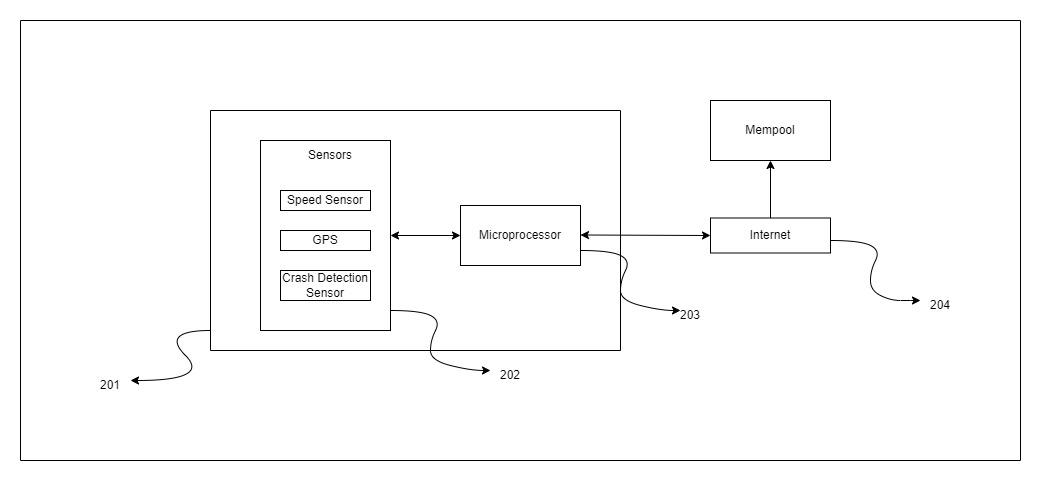 Mempool
Sensors
Speed Sensor
GPS
Crash Detection
Sensor
Microprocessor
Internet
201
202
203
204